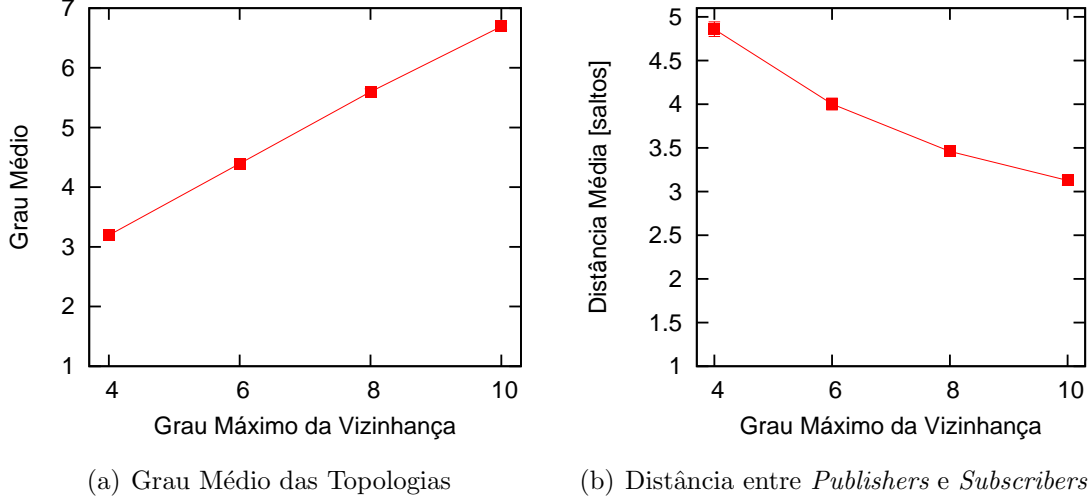 7
6
5
4
3
2
1
Grau Médio
4 6 8 10
Grau Máximo da Vizinhança
(a) Grau Médio das Topologias
5
4.5
4
3.5
3
2.5
2
1.5
1
Distância Média [saltos]
4 6 8 10
Grau Máximo da Vizinhança
(b) Distância entre Publishers e Subscribers